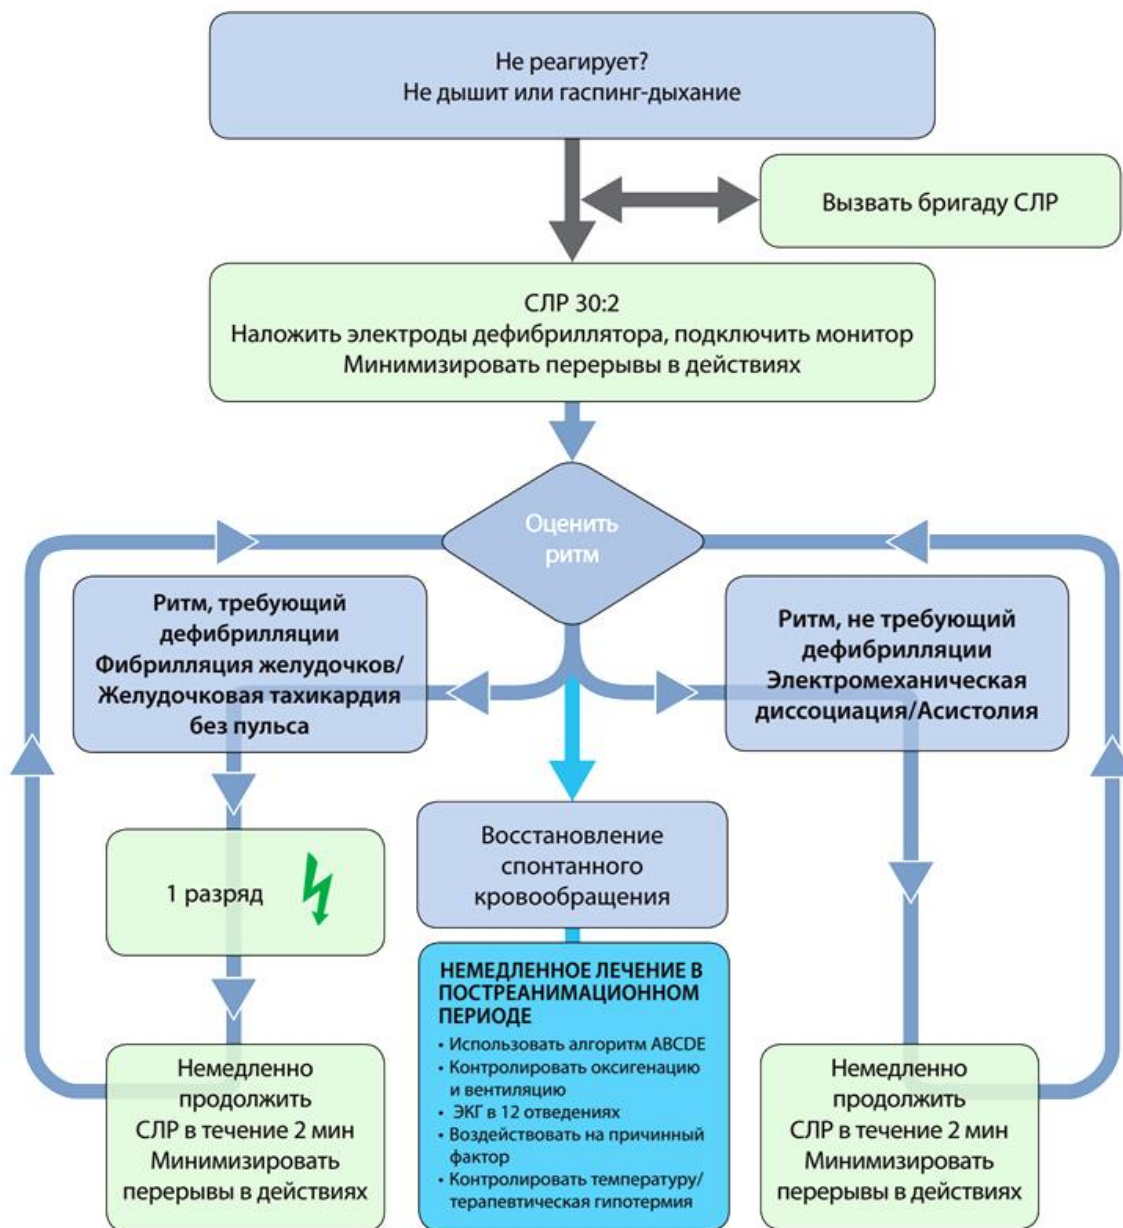 Не реагирует?
Не дышит или гаспинг-дыхание
Вызвать бригаду СЛР
СЛР 30:2
Наложить электроды дефибриллятора, подключить монитор
Минимизировать перерывы в действиях
Оценить
ритм
Ритм, требующий
дефибрилляции
Фибрилляция желудочков/
Желудочковая тахикардия
без пульса
Ритм, не требующий
дефибрилляции
Электромеханическая
диссоциация/Асистолия
1 разряд
Восстановление
спонтанного
кровообращения
Немедленно
продолжить
СЛР в течение 2 мин
Минимизировать
перерывы в действиях
НЕМЕДЛЕННОЕ ЛЕЧЕНИЕ В
ПОСТРЕАНИМАЦИОННОМ
ПЕРИОДЕ
• Использовать алгоритм ABCDE
• Контролировать оксигенацию
и вентиляцию
• ЭКГ в 12 отведениях
• Воздействовать на причинный
фактор
• Контролировать температуру/
терапевтическая гипотермия
Немедленно
продолжить
СЛР в течение 2 мин
Минимизировать
перерывы в действиях